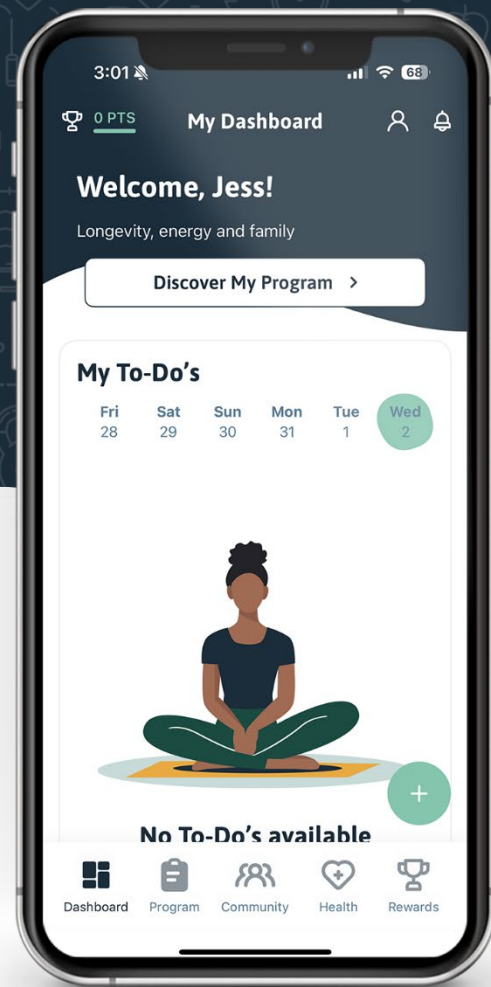 3:01
68
0 PTS
My Dashboard
Welcome, Jess!
Longevity, energy and family
Discover My Program >
My To-Do's
Fri Sat Sun Mon Tue Wed
28 29 30 31 1 2
+
No To-Do's available
Dashboard Program Community Health Rewards